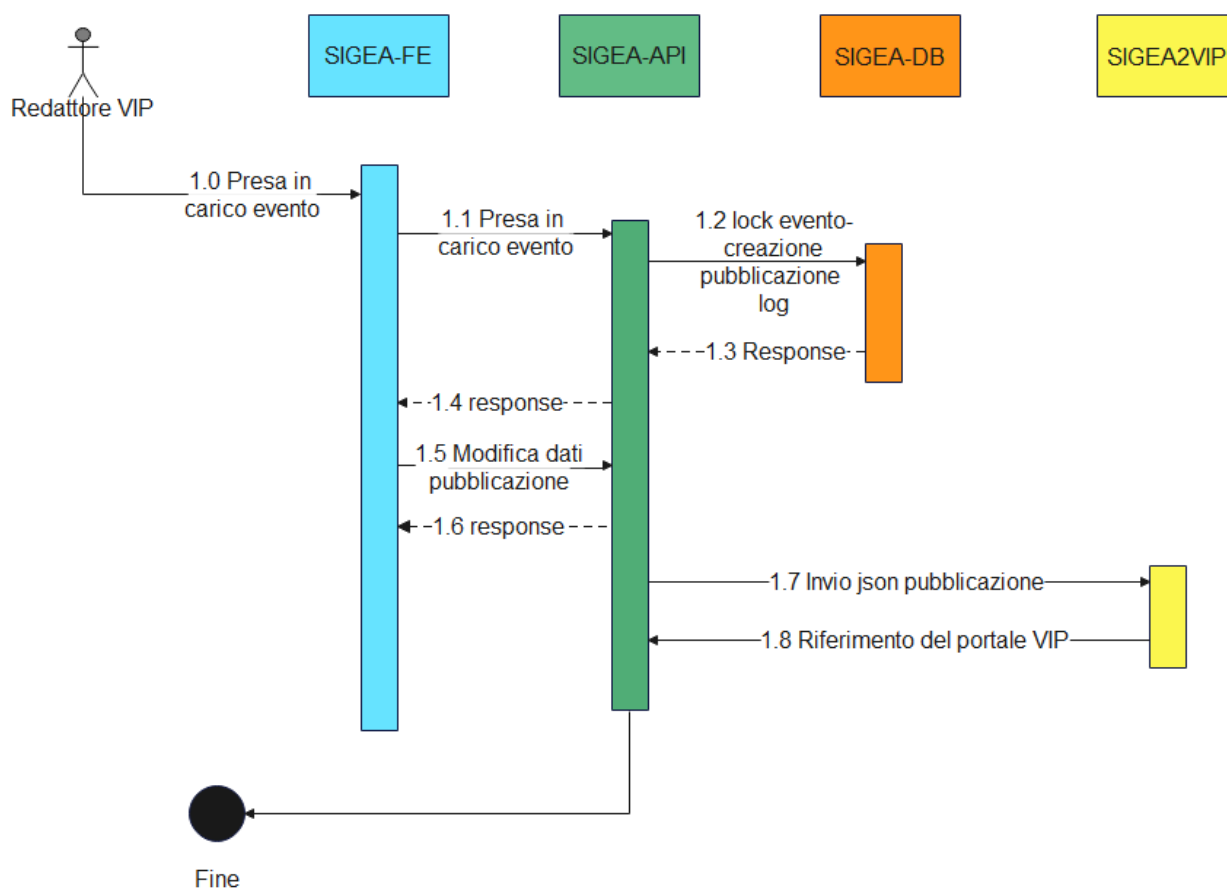 SIGEA-FE
SIGEA-API
SIGEA-DB
SIGEA2VIP
Redattore VIP
1.0 Presa in
carico evento
1.1 Presa in
carico evento
1.2 lock evento-
creazione
pubblicazione
log
1.3 Response
1.4 response
1.5 Modifica dati
pubblicazione
1.6 response
1.7 Invio json pubblicazione
1.8 Riferimento del portale VIP
Fine